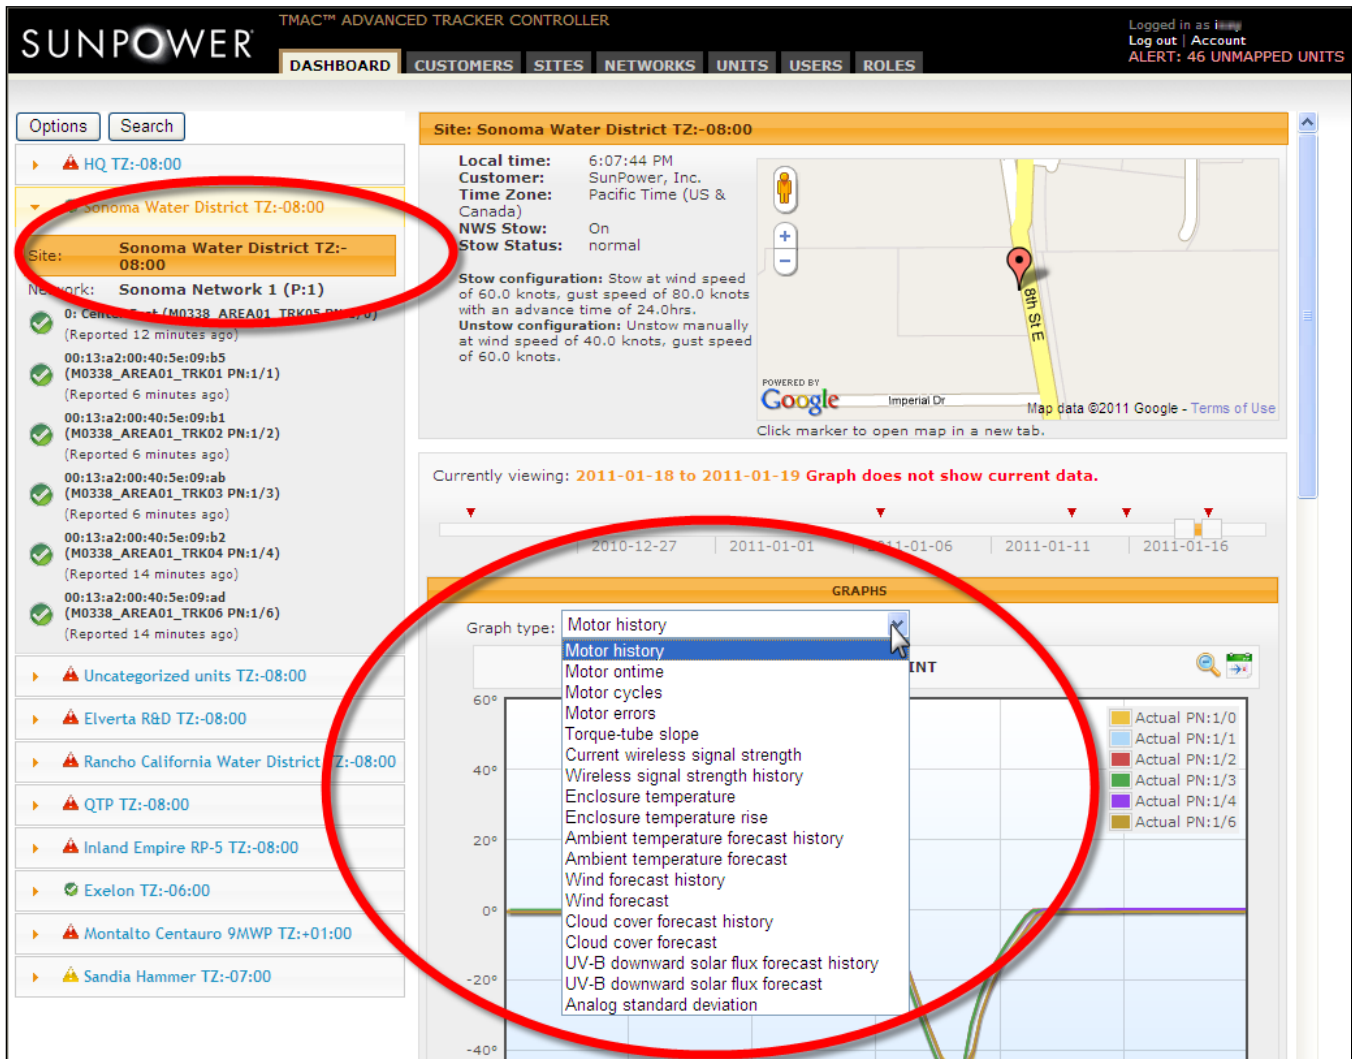 SUNPOWER
TMAC™ ADVANCED TRACKER CONTROLLER
Logged in as
Log out | Account
ALERT: 46 UNMAPPED UNITS
DASHBOARD CUSTOMERS SITES NETWORKS UNITS USERS ROLES
Options Search
HQ TZ:-08:00
Sonoma Water District TZ:-08:00
Site: Sonoma Water District TZ:-
08:00
Network: Sonoma Network 1 (P:1)
0: Center East (M0338_AREA01_TRK05 PN:1/0)
(Reported 12 minutes ago)
00:13:a2:00:40:5e:09:b5
(M0338_AREA01_TRK01 PN:1/1)
(Reported 6 minutes ago)
00:13:a2:00:40:5e:09:b1
(M0338_AREA01_TRK02 PN:1/2)
(Reported 6 minutes ago)
00:13:a2:00:40:5e:09:ab
(M0338_AREA01_TRK03 PN:1/3)
(Reported 6 minutes ago)
00:13:a2:00:40:5e:09:b2
(M0338_AREA01_TRK04 PN:1/4)
(Reported 14 minutes ago)
00:13:a2:00:40:5e:09:ad
(M0338_AREA01_TRK06 PN:1/6)
(Reported 14 minutes ago)
Uncategorized units TZ:-08:00
Elverta R&D TZ:-08:00
Rancho California Water District TZ:-08:00
QTP TZ:-08:00
Inland Empire RP-5 TZ:-08:00
Exelon TZ:-06:00
Montalto Centauro 9MWP TZ:+01:00
Sandia Hammer TZ:-07:00
Site: Sonoma Water District TZ:-08:00
Local time: 6:07:44 PM
Customer: SunPower, Inc.
Time Zone: Pacific Time (US &
Canada)
NWS Stow: On
Stow Status: normal
Stow configuration: Stow at wind speed
of 60.0 knots, gust speed of 80.0 knots
with an advance time of 24.0hrs.
Unstow configuration: Unstow manually
at wind speed of 40.0 knots, gust speed
of 60.0 knots.
8th St E
POWERED BY
Google
Imperial Dr
Map data ©2011 Google - Terms of Use
Click marker to open map in a new tab.
Currently viewing: 2011-01-18 to 2011-01-19 Graph does not show current data.
2010-12-27 2011-01-01 2011-01-06 2011-01-11 2011-01-16
GRAPHS
Graph type: Motor history
Motor history
Motor ontime
Motor cycles
Motor errors
Torque-tube slope
Current wireless signal strength
Wireless signal strength history
Enclosure temperature
Enclosure temperature rise
Ambient temperature forecast history
Ambient temperature forecast
Wind forecast history
Wind forecast
Cloud cover forecast history
Cloud cover forecast
UV-B downward solar flux forecast history
UV-B downward solar flux forecast
Analog standard deviation
INT
60°
40°
20°
0°
-20°
-40°
Actual PN:1/0
Actual PN:1/1
Actual PN:1/2
Actual PN:1/3
Actual PN:1/4
Actual PN:1/6